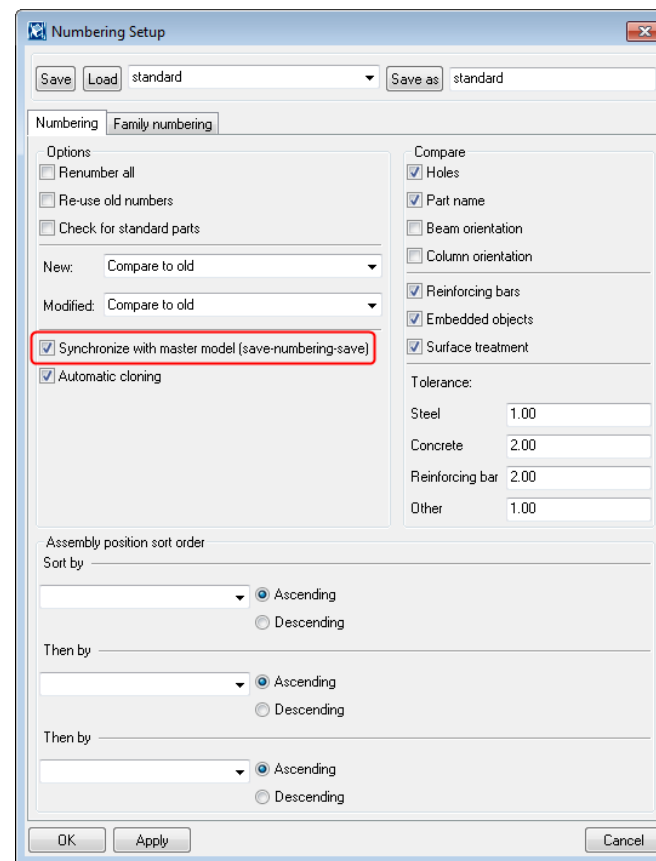 Numbering Setup
Save Load standard Save as standard
Numbering Family numbering
Options
Renumber all
Re-use old numbers
Check for standard parts
New: Compare to old
Modified: Compare to old
Synchronize with master model (save-numbering-save)
Automatic cloning
Compare
Holes
Part name
Beam orientation
Column orientation
Reinforcing bars
Embedded objects
Surface treatment
Tolerance:
Steel 1.00
Concrete 2.00
Reinforcing bar 2.00
Other 1.00
Assembly position sort order
Sort by
Ascending
Descending
Then by
Ascending
Descending
Then by
Ascending
Descending
OK Apply Cancel